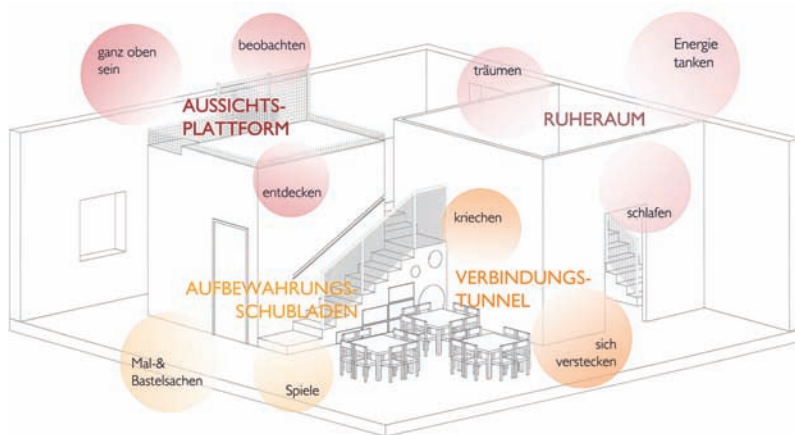 ganz oben
sein
beobachten
AUSSICHTS-
PLATTFORM
entdecken
träumen
Energie
tanken
RUHERAUM
schlafen
kriechen
AUFBEWAHRUNGS-
SCHUBLADEN
VERBINDUNGS-
TUNNEL
Mal-&
Bastelsachen
Spiele
sich
verstecken